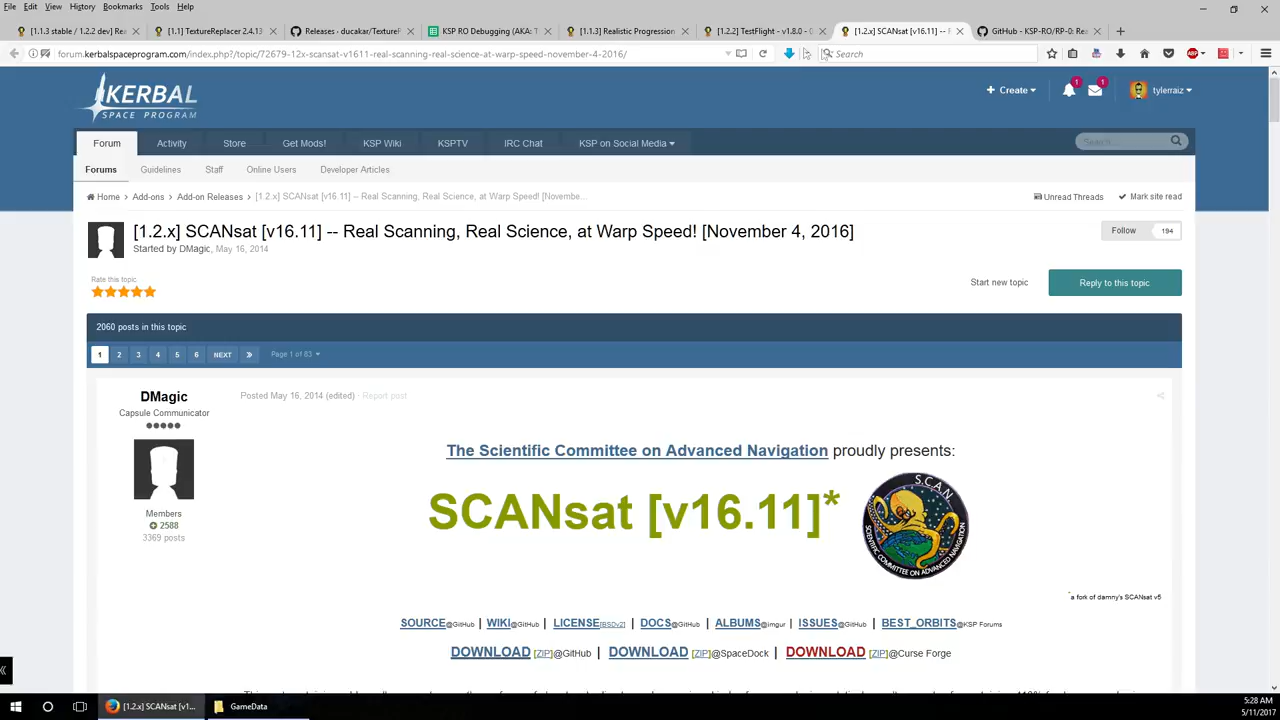 File Edit View History Bookmarks Tools Help
[1.1.3 stable / 1.2.2 dev] Rea
[1.1] TextureReplacer 2.4.13
Releases · ducakar/TextureF
KSP RO Debugging (AKA: T
[1.1.3] Realistic Progression
[1.2.2] TestFlight - v1.8.0 - 0
[1.2.x] SCANsat [v16.11] -- R
GitHub - KSP-RO/RP-0: Rea
forum.kerbalspaceprogram.com/index.php?/topic/72679-12x-scansat-v1611-real-scanning-real-science-at-warp-speed-november-4-2016/
Search
KERBAL
SPACE PROGRAM
Create
1
1
tylerraiz
Forum Activity Store Get Mods! KSP Wiki KSPTV IRC Chat KSP on Social Media
Search...
Forums Guidelines Staff Online Users Developer Articles
Home > Add-ons > Add-on Releases > [1.2.x] SCANsat [v16.11] -- Real Scanning, Real Science, at Warp Speed! [Novembe...
Unread Threads Mark site read
[1.2.x] SCANsat [v16.11] -- Real Scanning, Real Science, at Warp Speed! [November 4, 2016]
Started by DMagic, May 16, 2014
Follow 194
Rate this topic
Start new topic
Reply to this topic
2060 posts in this topic
1 2 3 4 5 6 NEXT Page 1 of 83
DMagic
Capsule Communicator
Members
2588
3369 posts
Posted May 16, 2014 (edited) · Report post
The Scientific Committee on Advanced Navigation proudly presents:
SCANsat [v16.11]*
S.C.A.N
SCIENTIFIC COMMITTEE ON ADVANCED NAVIGATION
*a fork of damny's SCANsat v5
SOURCE@GitHub | WIKI@GitHub | LICENSE[BSDv2] | DOCS@GitHub | ALBUMS@imgur | ISSUES@GitHub | BEST_ORBITS@KSP Forums
DOWNLOAD [ZIP]@GitHub | DOWNLOAD [ZIP]@SpaceDock | DOWNLOAD [ZIP]@Curse Forge
[1.2.x] SCANsat [v1...
GameData
5:28 AM
5/11/2017